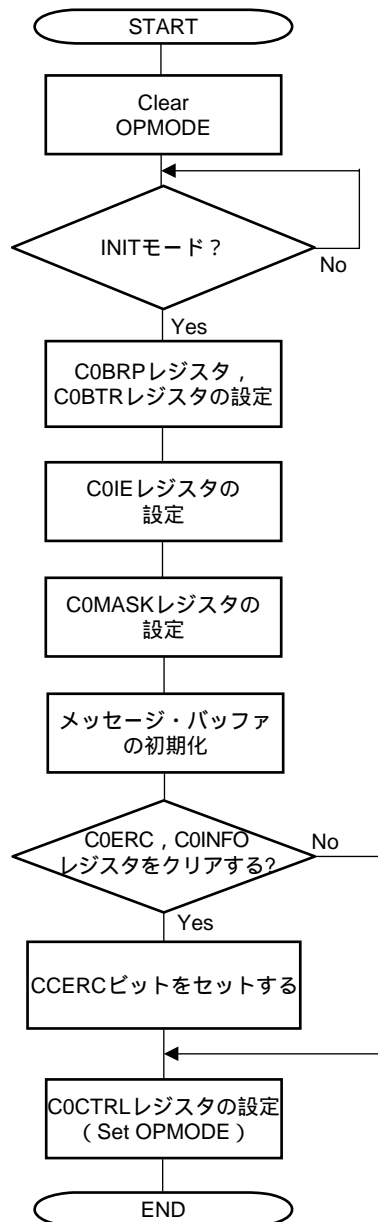 START
Clear
OPMODE
INITモード？
No
Yes
C0BRPレジスタ，
C0BTRレジスタの設定
C0IEレジスタの
設定
C0MASKレジスタの
設定
メッセージ・バッファ
の初期化
C0ERC，C0INFO
レジスタをクリアする?
No
Yes
CCERCビットをセットする
C0CTRLレジスタの設定
（Set OPMODE）
END